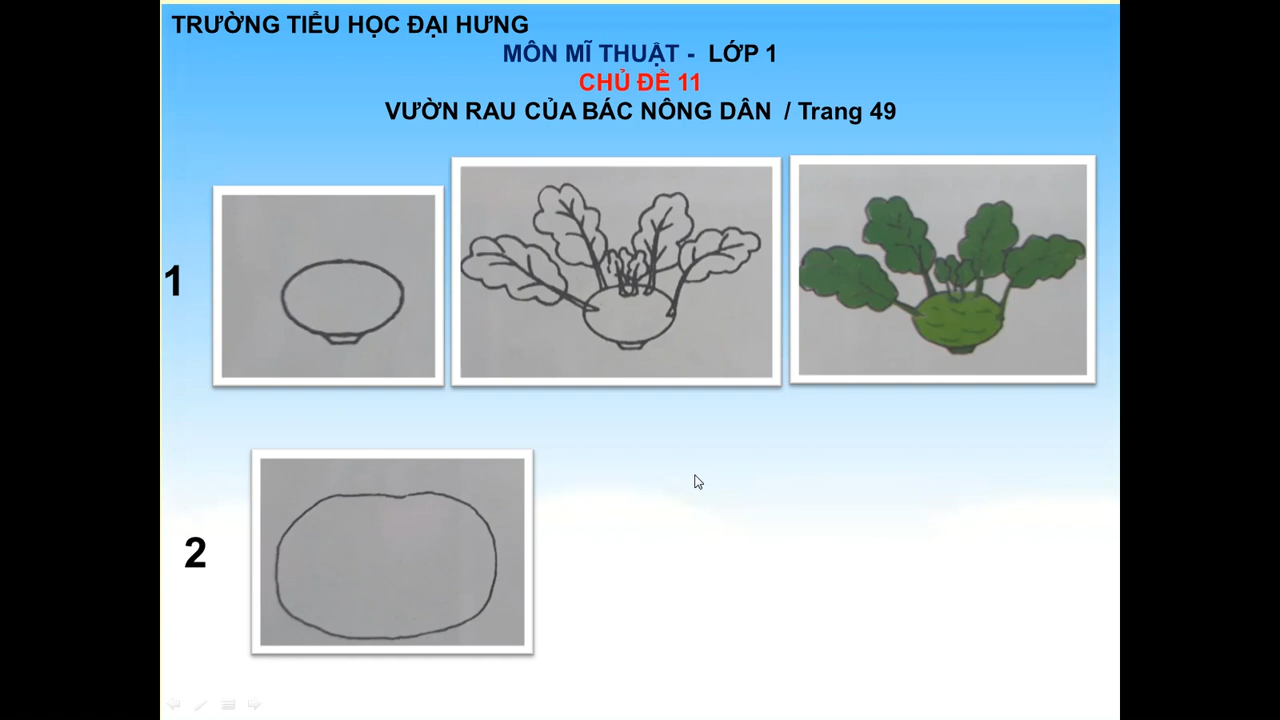 TRƯỜNG TIỂU HỌC ĐẠI HƯNG
MÔN MĨ THUẬT - LỚP 1
CHỦ ĐỀ 11
VƯỜN RAU CỦA BÁC NÔNG DÂN / Trang 49
1
2